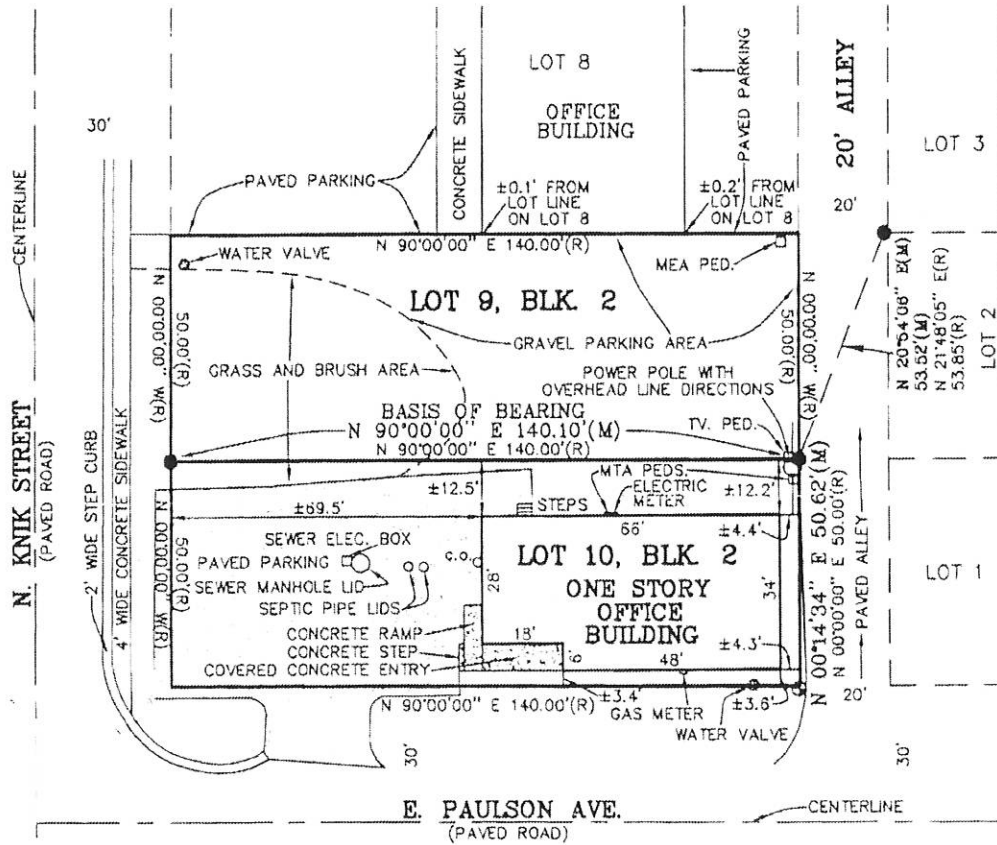 LOT 8
OFFICE
BUILDING
CONCRETE SIDEWALK
PAVED PARKING
20' ALLEY
LOT 3
30'
CENTERLINE
PAVED PARKING
±0.1' FROM
LOT LINE
ON LOT 8
±0.2' FROM
LOT LINE
ON LOT 8
20'
N 90°00'00" E 140.00'(R)
WATER VALVE
MEA PED.
LOT 9, BLK. 2
N 00°00'00" W(R)
50.00'(R)
GRAVEL PARKING AREA
GRASS AND BRUSH AREA
N 00°00'00" W(R)
50.00'(R)
N 20°54'06" E(M)
53.52'(M)
N 21°48'05" E(R)
53.85'(R)
LOT 2
POWER POLE WITH
OVERHEAD LINE DIRECTIONS
BASIS OF BEARING
N 90°00'00" E 140.10'(M)
N 90°00'00" E 140.00'(R)
TV. PED.
N. KNIK STREET
(PAVED ROAD)
2' WIDE STEP CURB
4' WIDE CONCRETE SIDEWALK
±12.5'
MTA PEDS.
ELECTRIC
METER
±12.2'
±69.5'
STEPS
66'
±4.4'
N 00°00'00" W(R)
50.00'(R)
SEWER ELEC. BOX
PAVED PARKING
SEWER MANHOLE LID
SEPTIC PIPE LIDS
C.O.
28'
LOT 10, BLK. 2
ONE STORY
OFFICE
BUILDING
34'
N 00°14'34" E 50.62'(M)
N 00°00'00" E 50.00'(R)
PAVED ALLEY
LOT 1
CONCRETE RAMP
CONCRETE STEP
COVERED CONCRETE ENTRY
18'
6'
48'
±4.3'
±3.4'
N 90°00'00" E 140.00'(R)
GAS METER
±3.6'
WATER VALVE
20'
30'
30'
E. PAULSON AVE.
(PAVED ROAD)
CENTERLINE